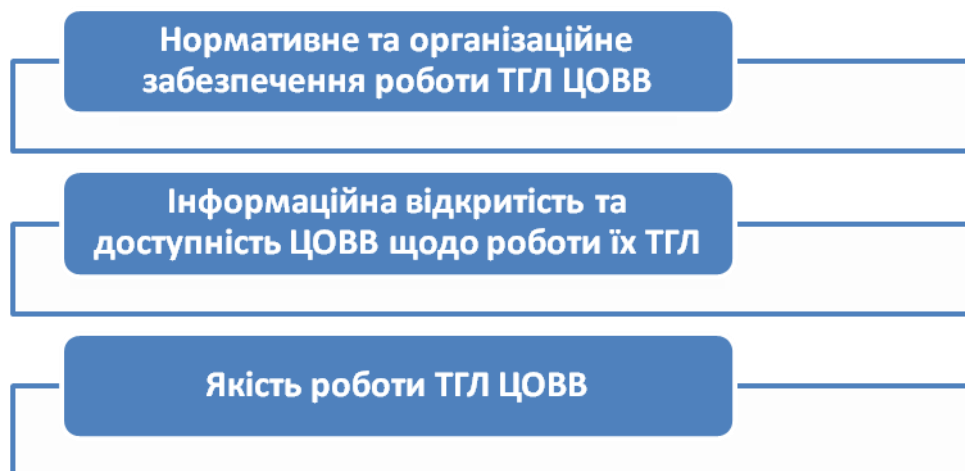 Нормативне та організаційне
забезпечення роботи ТГЛ ЦОВВ
Інформаційна відкритість та
доступність ЦОВВ щодо роботи їх ТГЛ
Якість роботи ТГЛ ЦОВВ